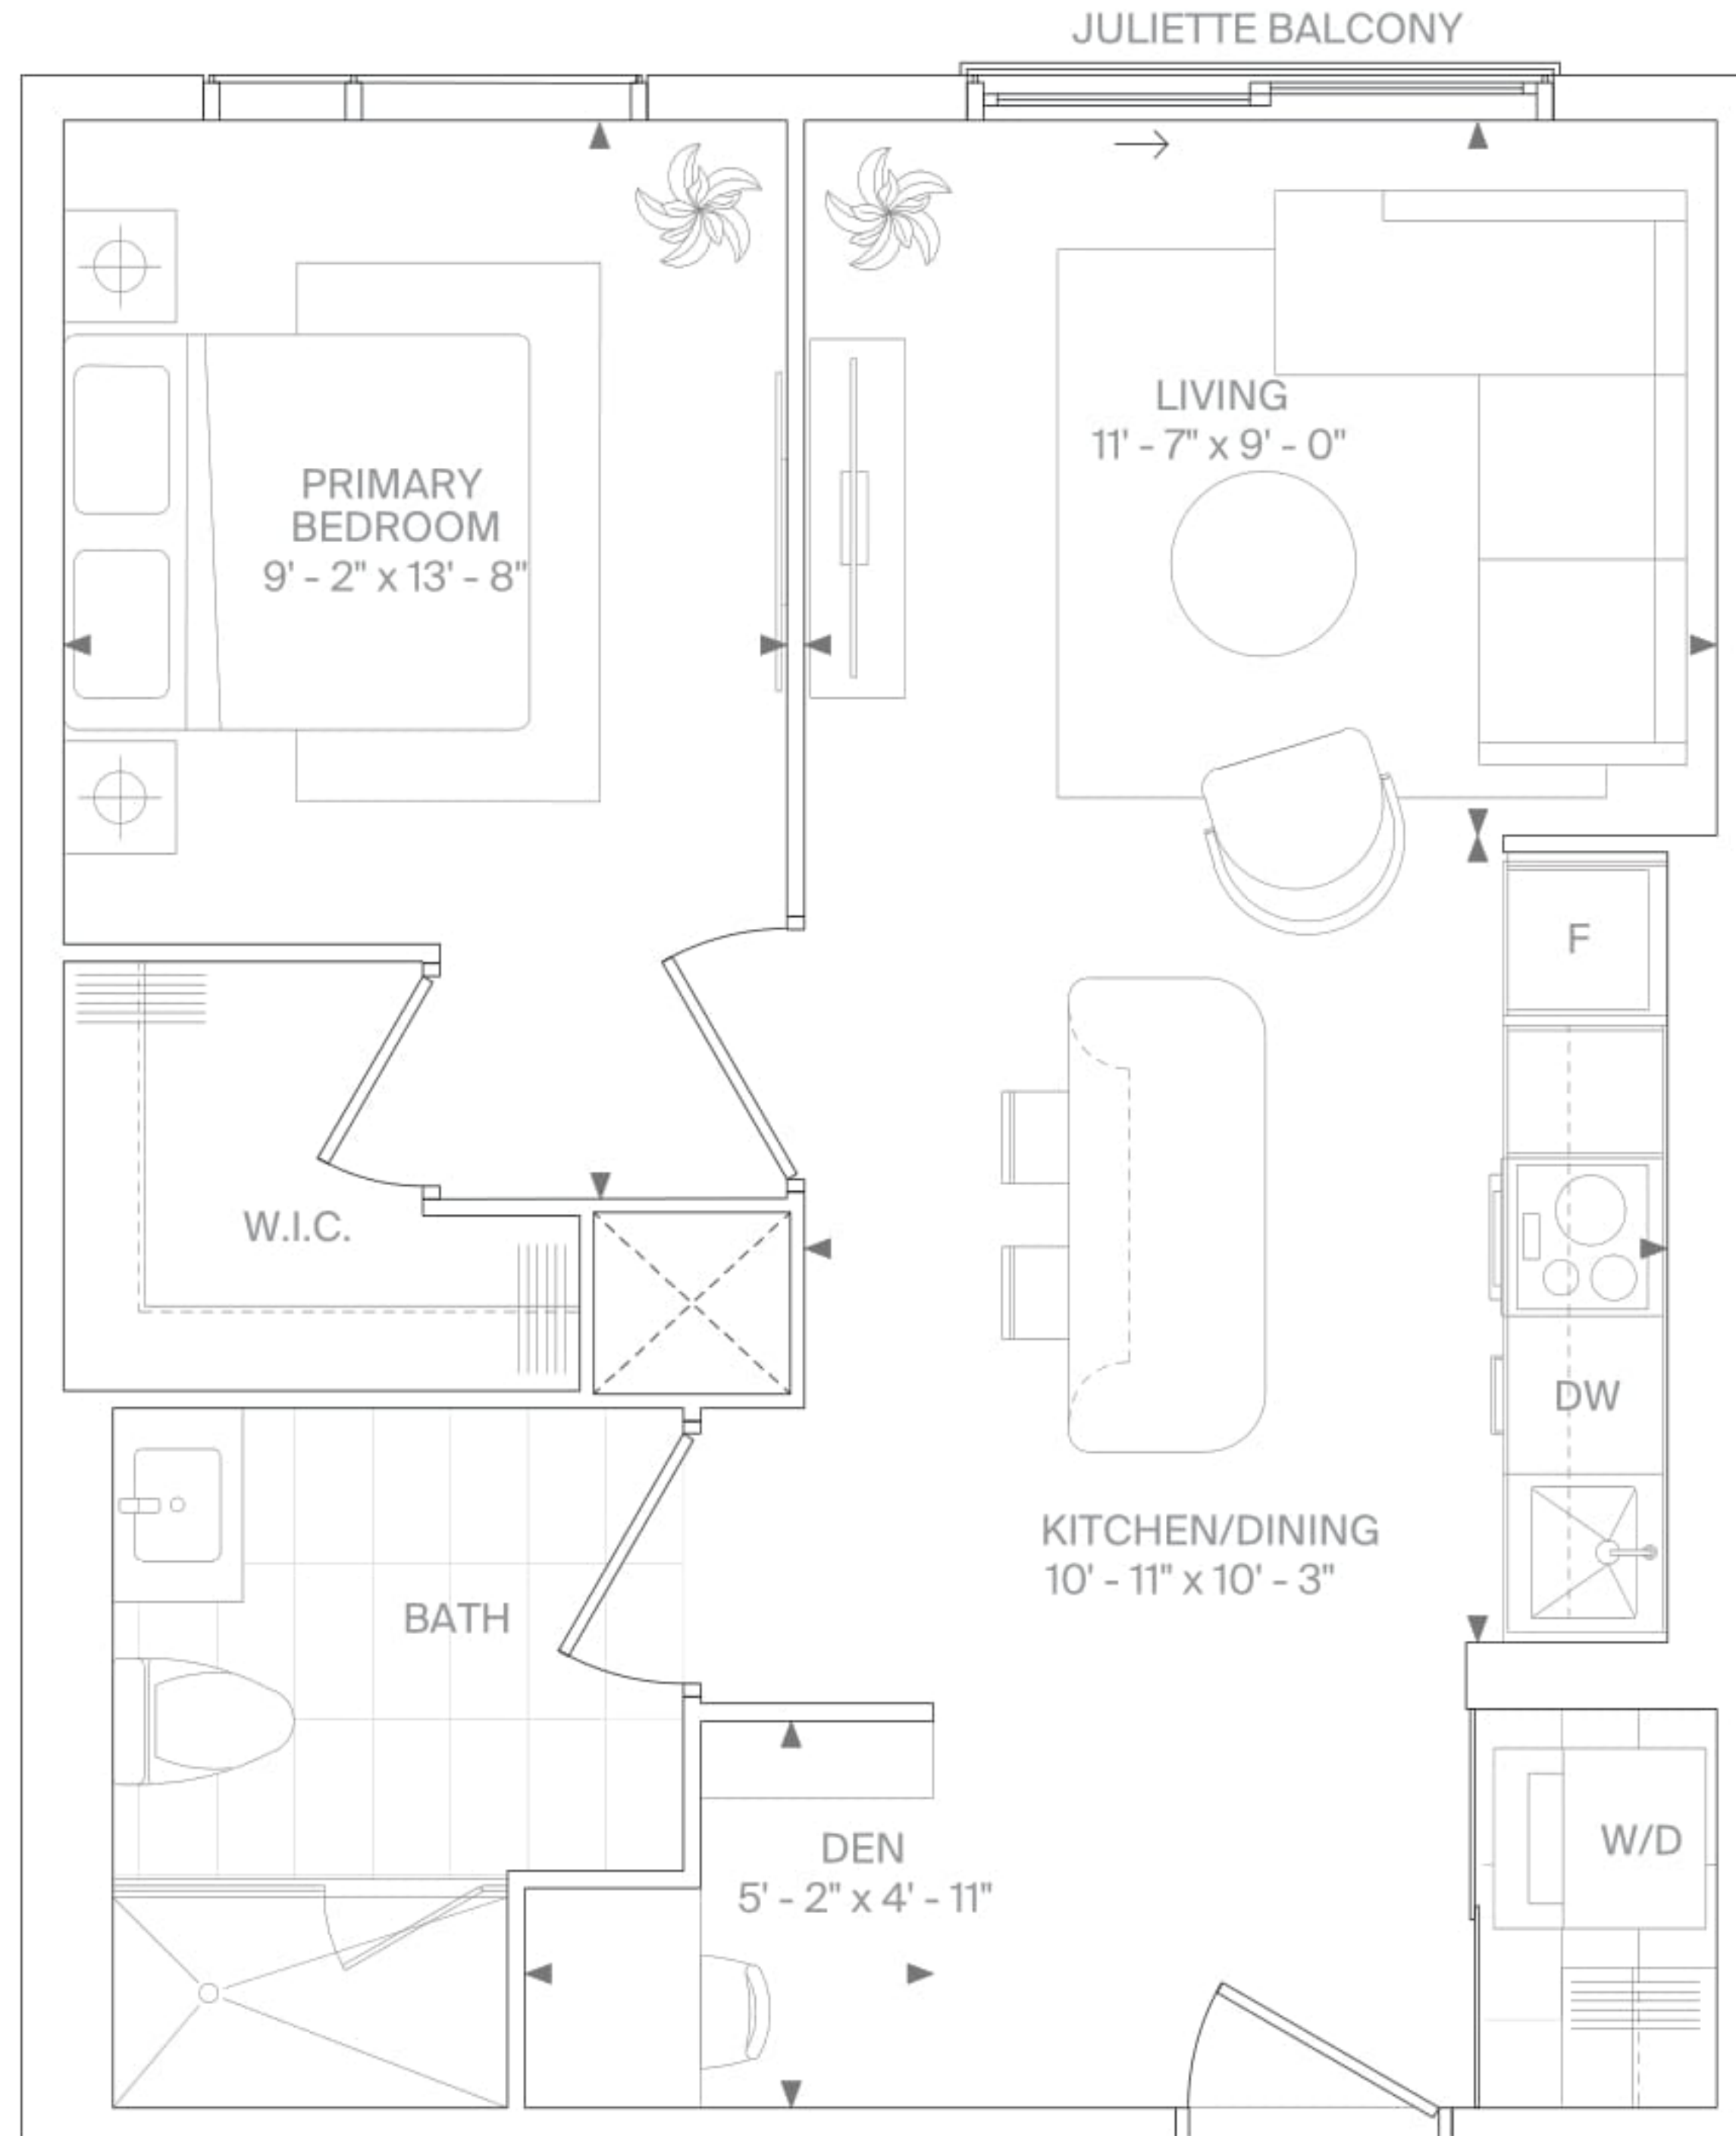 JULIETTE BALCONY
LIVING
11' - 7" x 9' - 0"
PRIMARY
BEDROOM
9' - 2" x 13' - 8"
F
W.I.C.
DW
KITCHEN/DINING
10' - 11" x 10' - 3"
BATH
W/D
DEN
5' - 2" x 4' - 11"